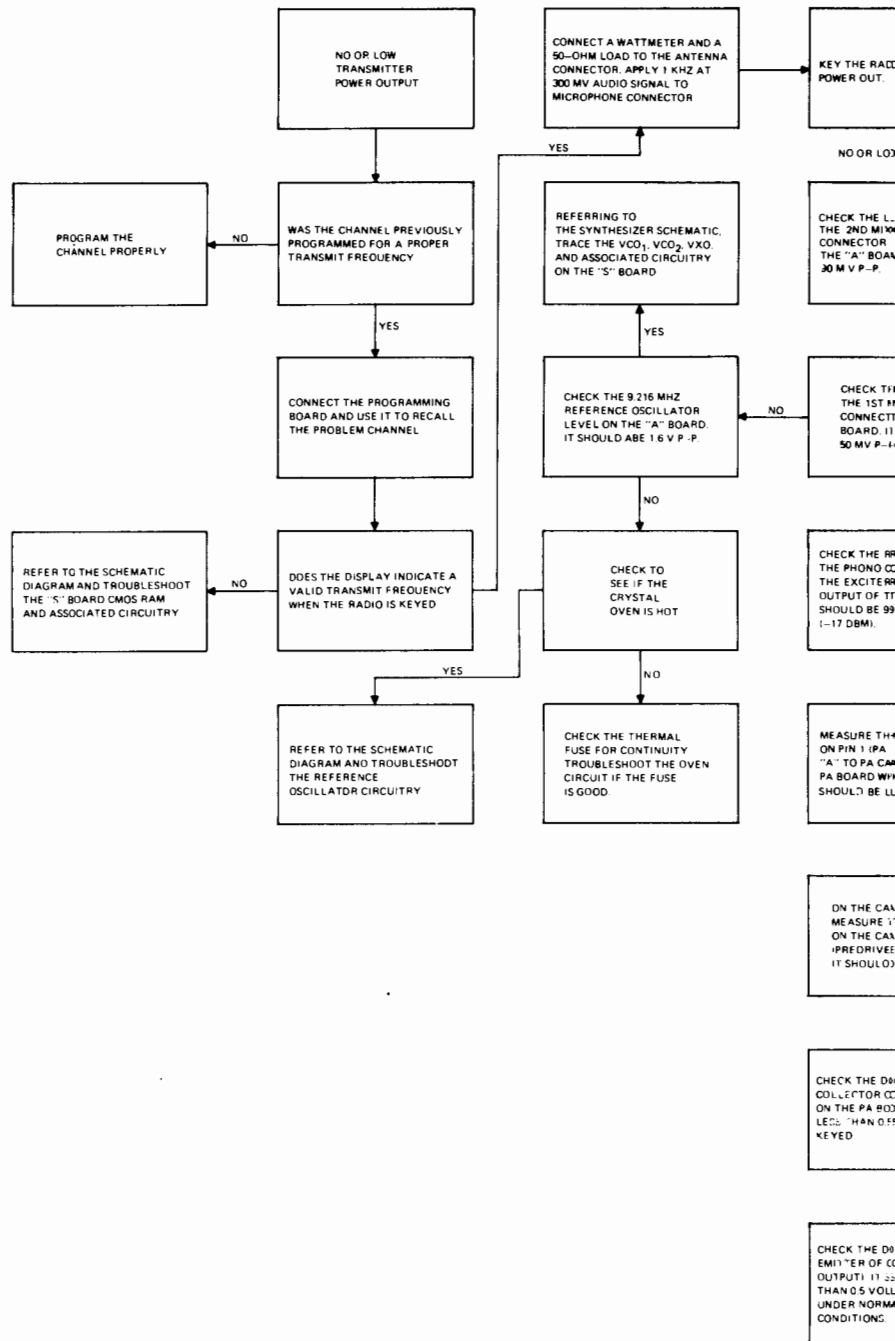 NO OR LOW
TRANSMITTER
POWER OUTPUT
CONNECT A WATTMETER AND A
50-OHM LOAD TO THE ANTENNA
CONNECTOR. APPLY 1 KHZ AT
300 MV AUDIO SIGNAL TO
MICROPHONE CONNECTOR
KEY THE
POWER OUT.
YES
NO OR
PROGRAM THE
CHANNEL PROPERLY
NO
WAS THE CHANNEL PREVIOUSLY
PROGRAMMED FOR A PROPER
TRANSMIT FREQUENCY
REFERRING TO
THE SYNTHESIZER SCHEMATIC,
TRACE THE VCO1, VCO2, VXO,
AND ASSOCIATED CIRCUITRY
ON THE "S" BOARD
CHECK THE
THE 2ND
CONNECTOR
THE "A"
30 MV P-P.
YES
YES
CONNECT THE PROGRAMMING
BOARD AND USE IT TO RECALL
THE PROBLEM CHANNEL
CHECK THE 9.216 MHZ
REFERENCE OSCILLATOR
LEVEL ON THE "A" BOARD.
IT SHOULD ABE 1.6 V P-P.
NO
CHECK
THE 1ST
BOARD. IT
50 MV
NO
REFER TO THE SCHEMATIC
DIAGRAM AND TROUBLESHOOT
THE "S" BOARD CMOS RAM
AND ASSOCIATED CIRCUITRY
NO
DOES THE DISPLAY INDICATE A
VALID TRANSMIT FREQUENCY
WHEN THE RADIO IS KEYED
CHECK TO
SEE IF THE
CRYSTAL
OVEN IS HOT
CHECK THE
THE PHONO
THE
OUTPUT OF
SHOULD BE
(-17 DBM).
YES
NO
REFER TO THE SCHEMATIC
DIAGRAM AND TROUBLESHOOT
THE REFERENCE
OSCILLATOR CIRCUITRY
CHECK THE THERMAL
FUSE FOR CONTINUITY
TROUBLESHOOT THE OVEN
CIRCUIT IF THE FUSE
IS GOOD.
MEASURE
ON PIN 1 (PA
"A" TO PA
PA BOARD
SHOULD BE
ON THE
MEASURE
ON THE
IT
CHECK THE
COLLECTOR
ON THE PA
LESS THAN
KEYED
CHECK THE
EMITTER OF
OUTPUT) IT
THAN 0.5
UNDER
CONDITIONS.